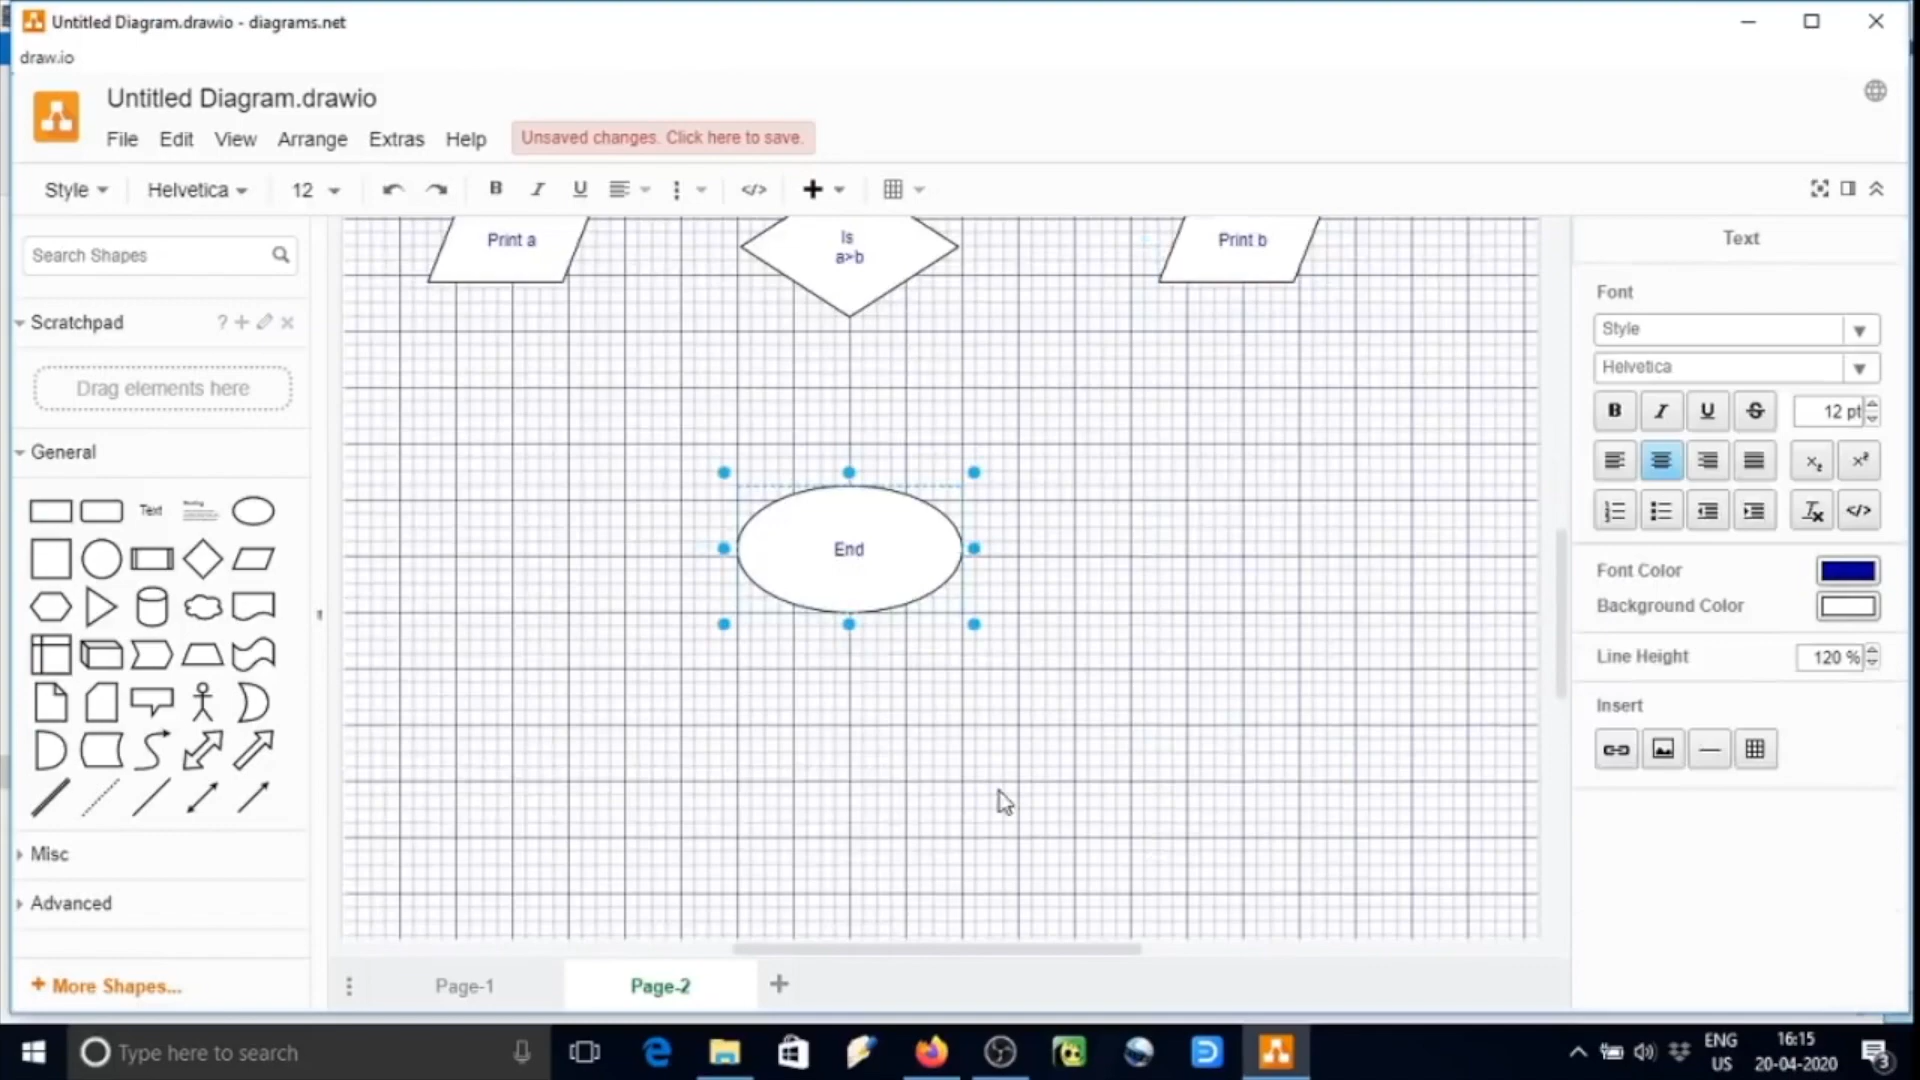 Untitled Diagram.drawio - diagrams.net
draw.io
Untitled Diagram.drawio
File Edit View Arrange Extras Help Unsaved changes. Click here to save.
Style Helvetica 12 B I U </>
Search Shapes
Scratchpad ?
Drag elements here
General
Text
Misc
Advanced
+ More Shapes...
Print a
Is
a>b
Print b
End
Page-1 Page-2
Text
Font
Style
Helvetica
B I U S 12 pt
Font Color
Background Color
Line Height 120 %
Insert
Type here to search
ENG
US
16:15
20-04-2020
3